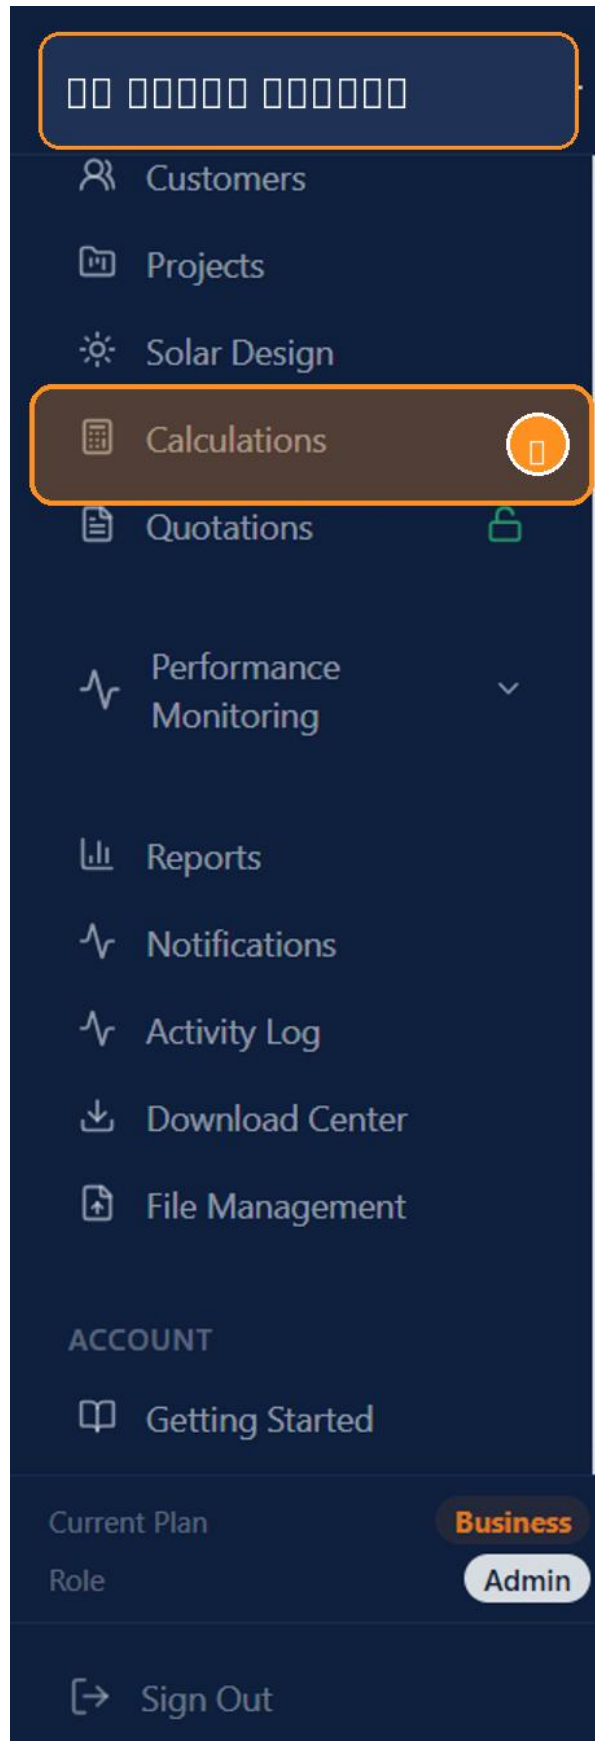 Customers
Projects
Solar Design
Calculations
Quotations
Performance
Monitoring
Reports
Notifications
Activity Log
Download Center
File Management
ACCOUNT
Getting Started
Current Plan Business
Role Admin
Sign Out